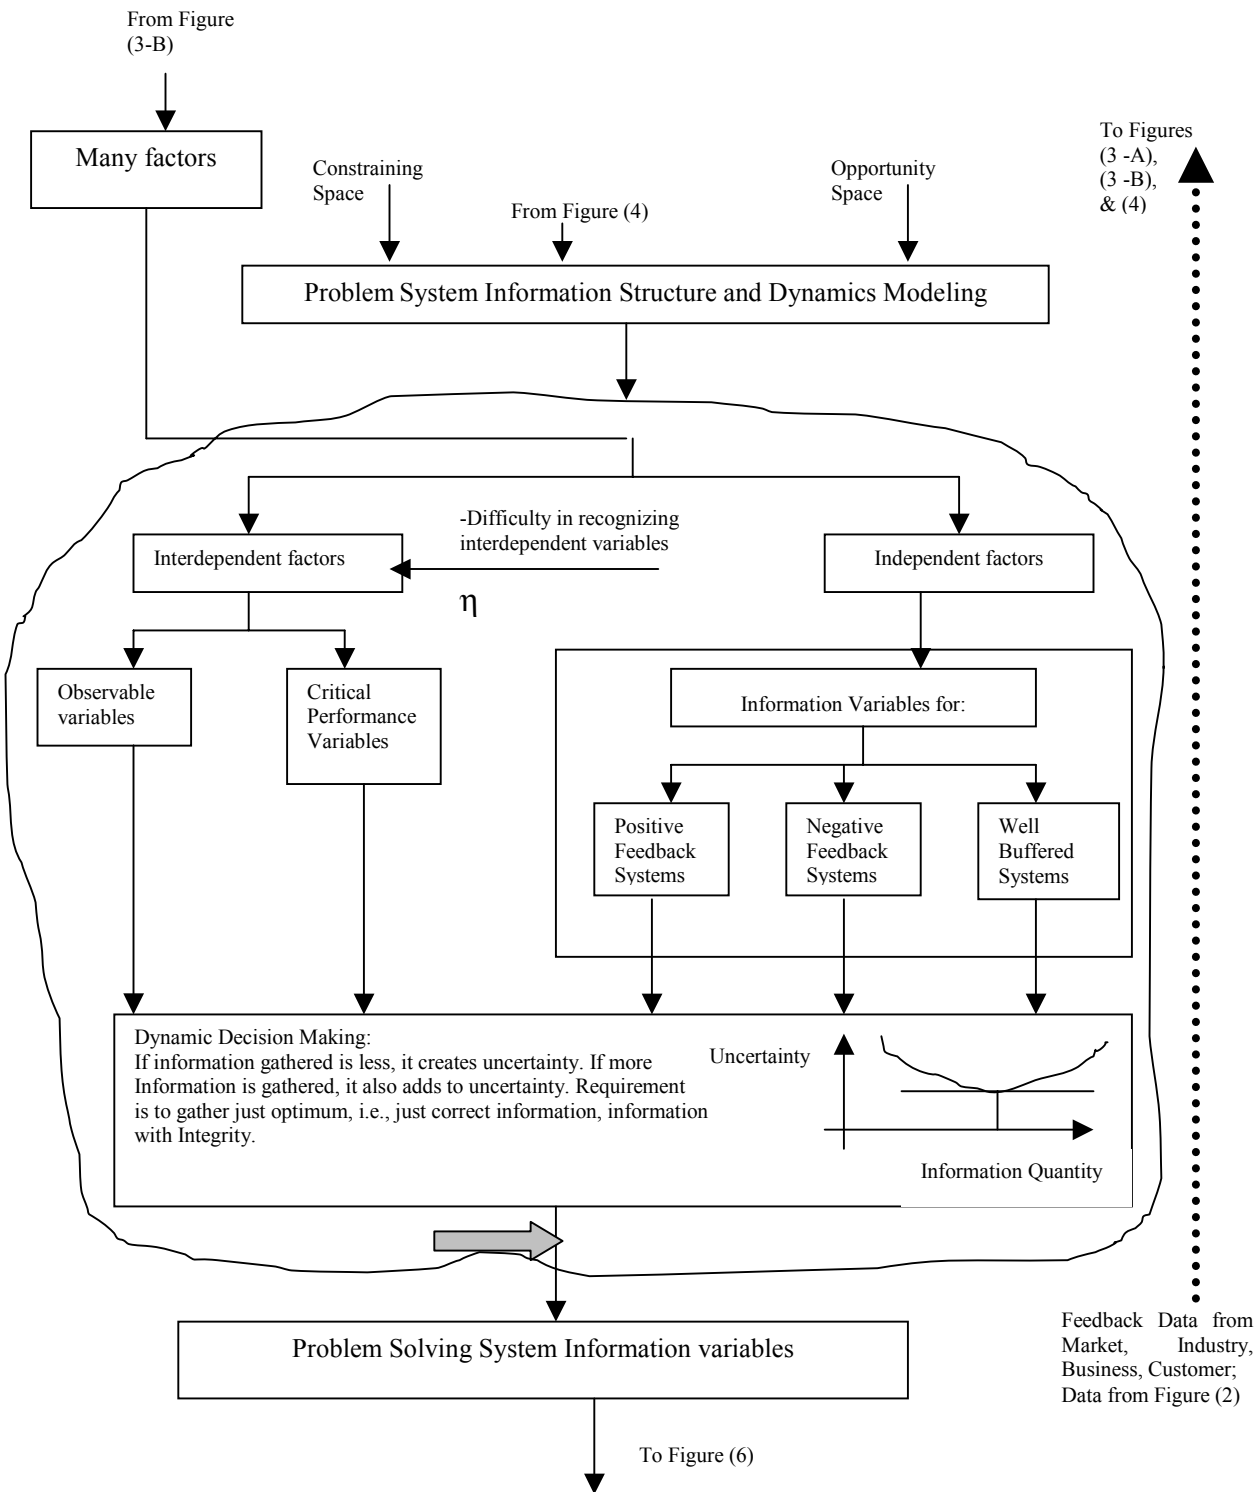 From Figure
(3-B)
Many factors
Constraining
Space
From Figure (4)
Opportunity
Space
To Figures
(3 -A),
(3 -B),
& (4)
Problem System Information Structure and Dynamics Modeling
-Difficulty in recognizing
interdependent variables
η
Interdependent factors
Independent factors
Observable
variables
Critical
Performance
Variables
Information Variables for:
Positive
Feedback
Systems
Negative
Feedback
Systems
Well
Buffered
Systems
Dynamic Decision Making:
If information gathered is less, it creates uncertainty. If more
Information is gathered, it also adds to uncertainty. Requirement
is to gather just optimum, i.e., just correct information, information
with Integrity.
Uncertainty
Information Quantity
Problem Solving System Information variables
Feedback Data from
Market, Industry,
Business, Customer;
Data from Figure (2)
To Figure (6)